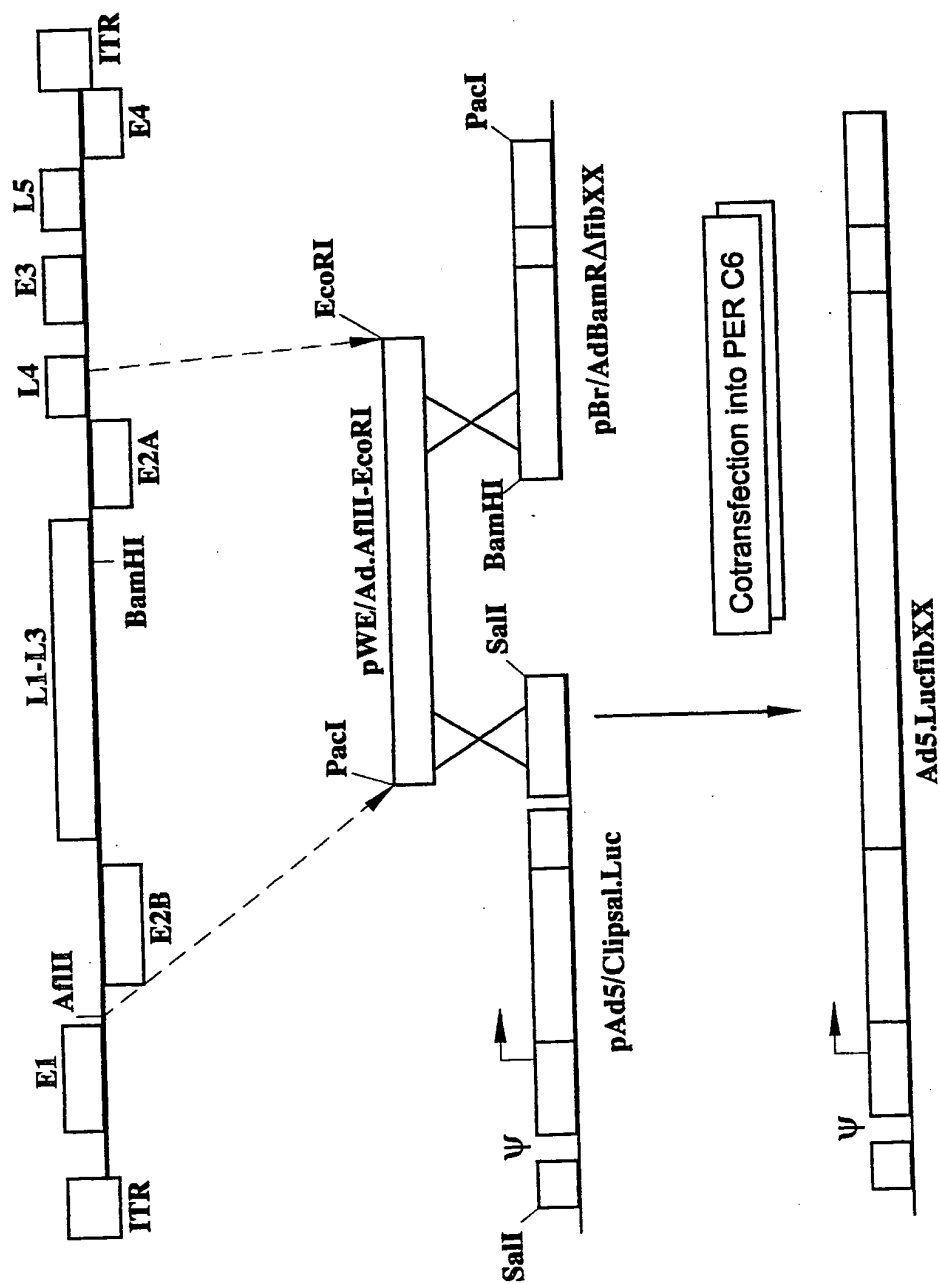 ITR
E1
AflII
E2B
L1-L3
BamHI
E2A
L4
E3
L5
E4
ITR
PacI
pWE/Ad.AflII-EcoRI
EcoRI
SalI
Ψ
pAd5/Clipsal.Luc
SalI
BamHI
pBr/AdBamRΔfibXX
PacI
Cotransfection into PER C6
Ψ
Ad5.LucfibXX